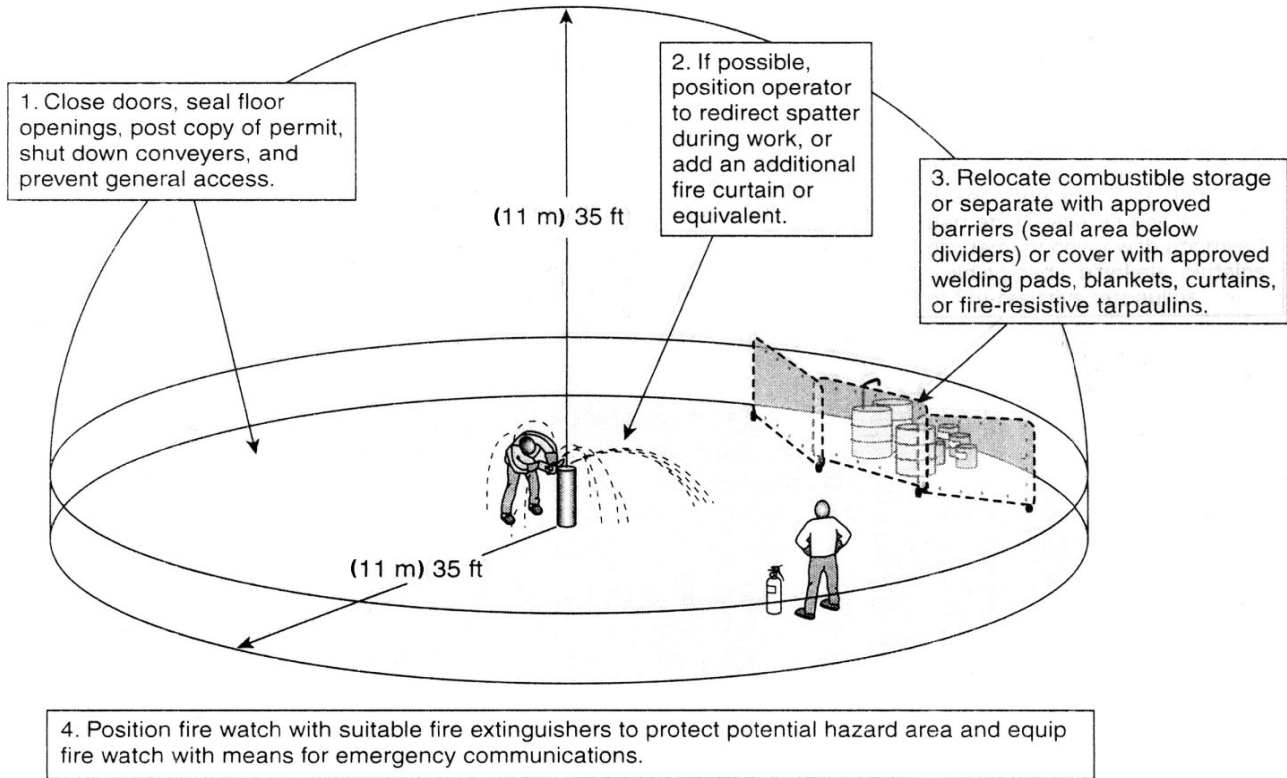 1. Close doors, seal floor
openings, post copy of permit,
shut down conveyers, and
prevent general access.
2. If possible,
position operator
to redirect spatter
during work, or
add an additional
fire curtain or
equivalent.
3. Relocate combustible storage
or separate with approved
barriers (seal area below
dividers) or cover with approved
welding pads, blankets, curtains,
or fire-resistive tarpaulins.
(11 m) 35 ft
(11 m) 35 ft
4. Position fire watch with suitable fire extinguishers to protect potential hazard area and equip
fire watch with means for emergency communications.